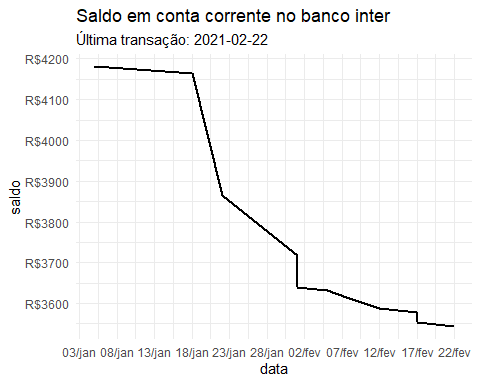 Saldo em conta corrente no banco inter
Última transação: 2021-02-22
R$4200
R$4100
R$4000
R$3900
R$3800
R$3700
R$3600
saldo
03/jan 08/jan 13/jan 18/jan 23/jan 28/jan 02/fev 07/fev 12/fev 17/fev 22/fev
data